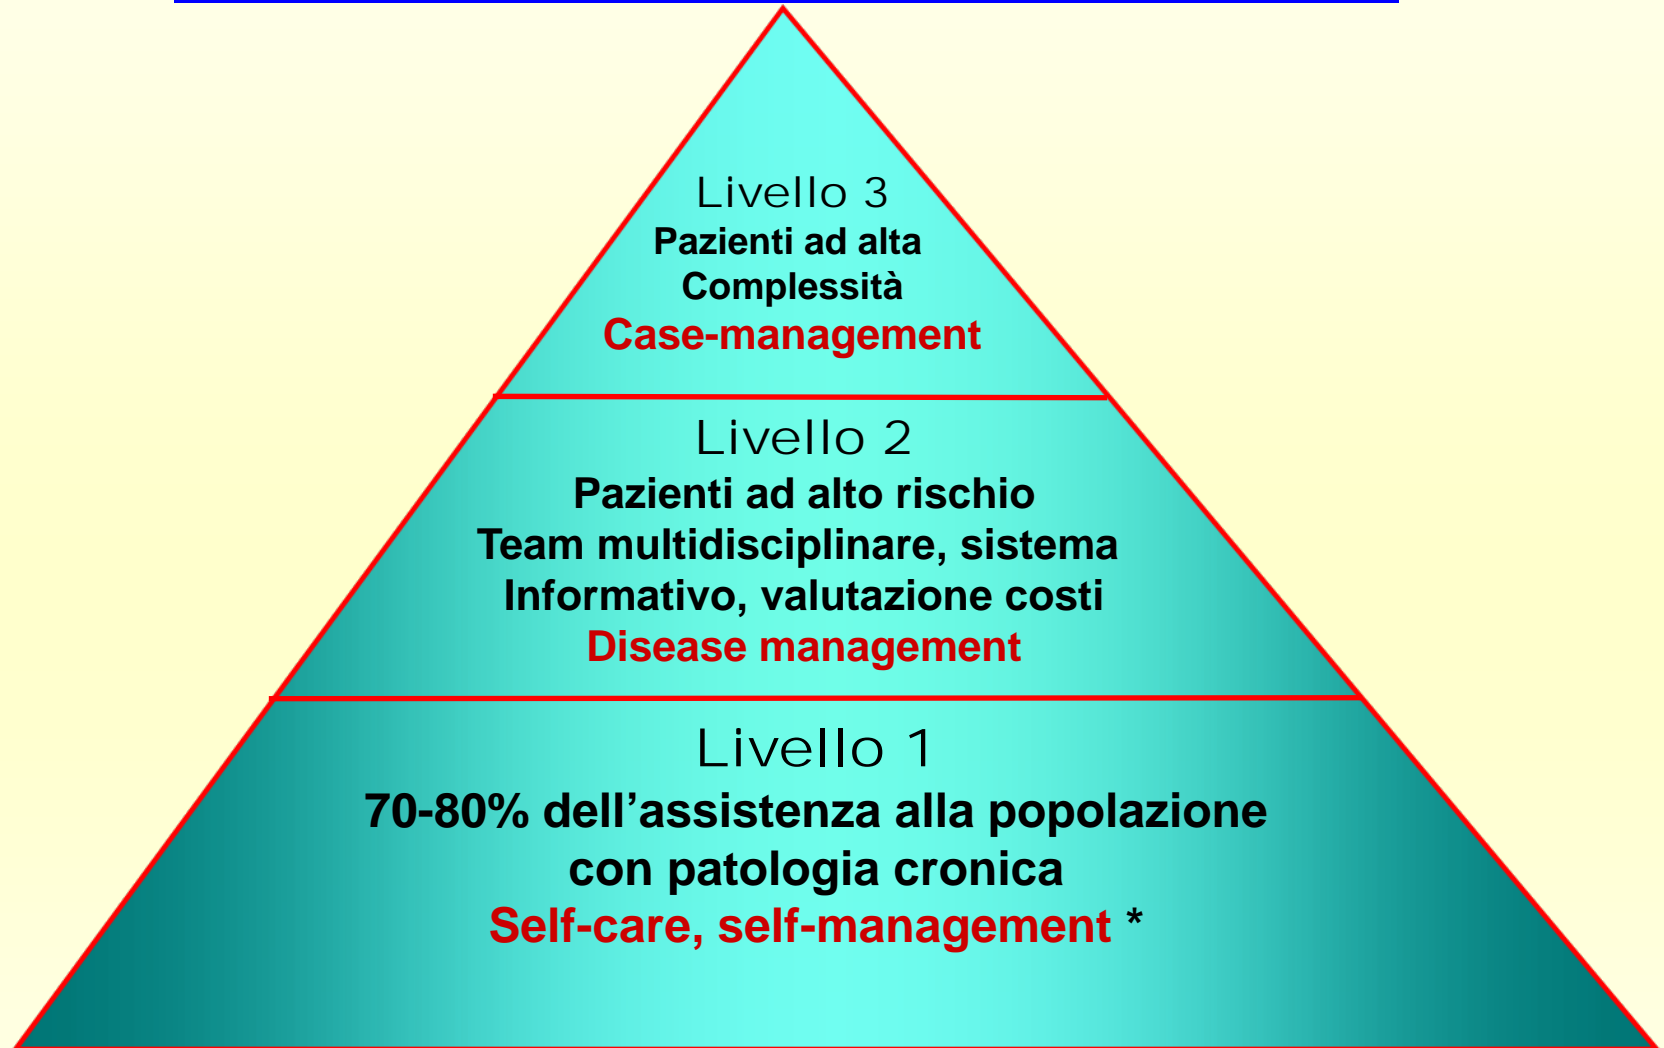 Livello 3
Pazienti ad alta
Complessità
Case-management
Livello 2
Pazienti ad alto rischio
Team multidisciplinare, sistema
Informativo, valutazione costi
Disease management
Livello 1
70-80% dell’assistenza alla popolazione
con patologia cronica
Self-care, self-management *